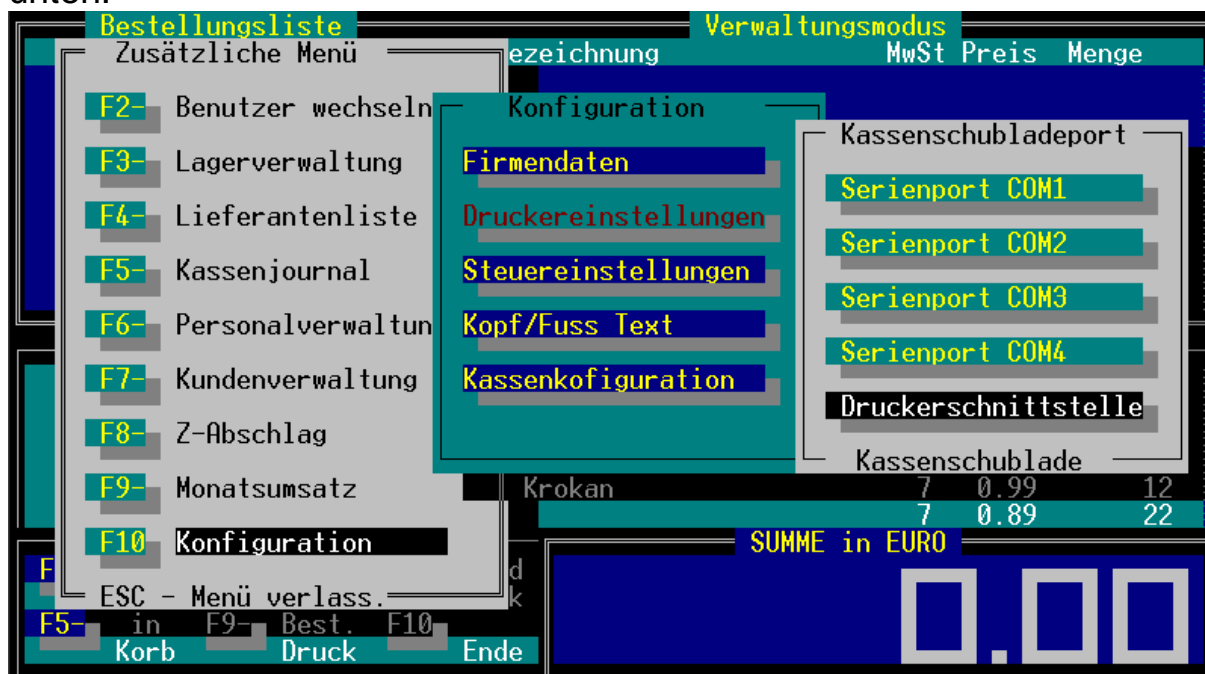 unten.
Bestellungsliste Verwaltungsmodus
Zusätzliche Menü ezeichnung MwSt Preis Menge
F2- Benutzer wechseln Konfiguration
Kassenschubladeport
F3- Lagerverwaltung Firmendaten
Serienport COM1
F4- Lieferantenliste Druckereinstellungen
Serienport COM2
F5- Kassenjournal Steuereinstellungen
Serienport COM3
F6- Personalverwaltun Kopf/Fuss Text
Serienport COM4
F7- Kundenverwaltung Kassenkofiguration
Druckerschnittstelle
F8- Z-Abschlag
Kassenschublade
F9- Monatsumsatz Krokan 7 0.99 12
7 0.89 22
F10 Konfiguration SUMME in EURO
F d
ESC - Menü verlass. k
F5- in F9- Best. F10
Korb Druck Ende
0.00